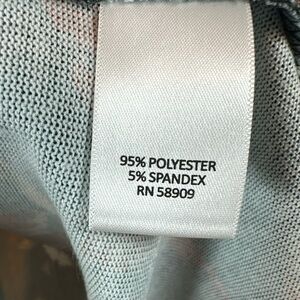 95% POLYESTER
5% SPANDEX
RN 58909